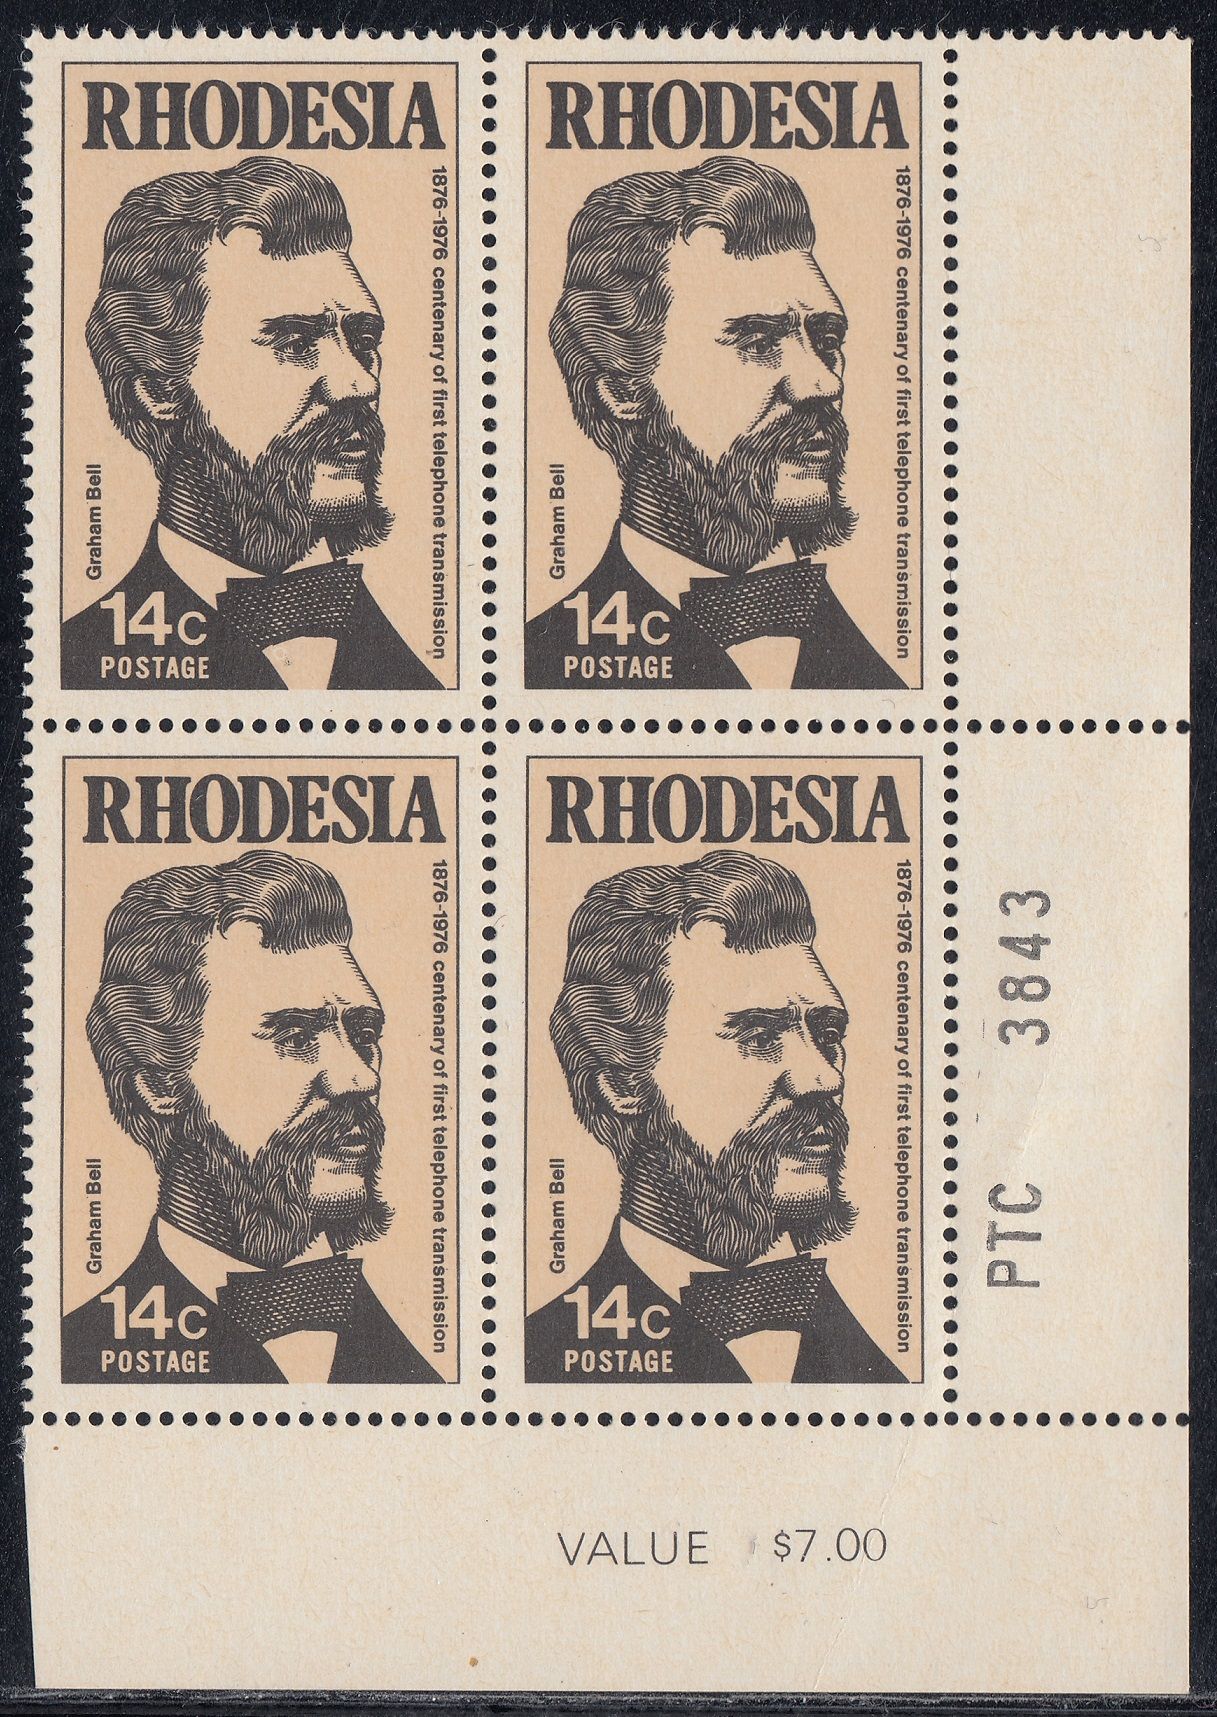 RHODESIA
1876-1976 centenary of first telephone transmission
Graham Bell
14c
POSTAGE
RHODESIA
1876-1976 centenary of first telephone transmission
Graham Bell
14c
POSTAGE
RHODESIA
1876-1976 centenary of first telephone transmission
Graham Bell
14c
POSTAGE
RHODESIA
1876-1976 centenary of first telephone transmission
Graham Bell
14c
POSTAGE
PTC 3843
VALUE $7.00